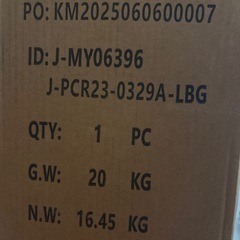 PO: KM2025060600007
ID: J-MY06396
J-PCR23-0329A-LBG
QTY: 1 PC
G.W: 20 KG
N.W: 16.45 KG